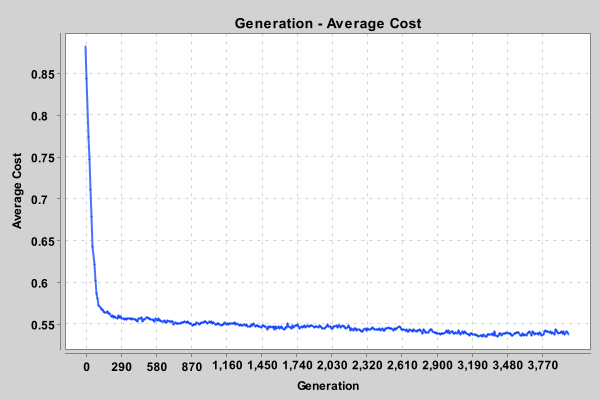 Generation - Average Cost
0.85
0.8
0.75
0.7
0.65
0.6
0.55
Average Cost
0 290 580 870 1,160 1,450 1,740 2,030 2,320 2,610 2,900 3,190 3,480 3,770
Generation